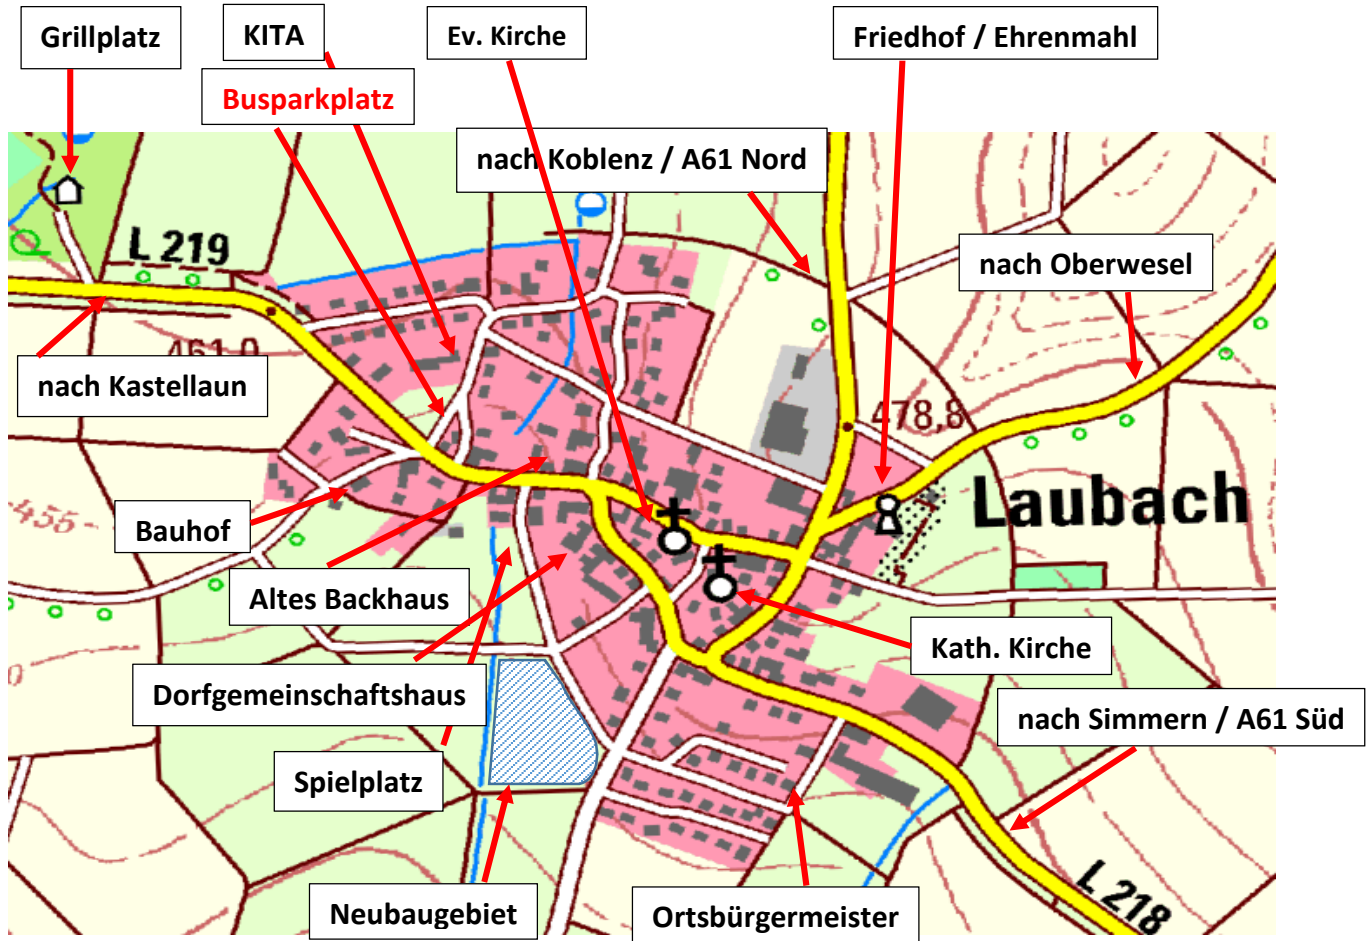 Grillplatz
KITA
Ev. Kirche
Friedhof / Ehrenmahl
Busparkplatz
nach Koblenz / A61 Nord
L 219
nach Oberwesel
461,0
nach Kastellaun
478,8
Laubach
455
Bauhof
Altes Backhaus
Kath. Kirche
Dorfgemeinschaftshaus
nach Simmern / A61 Süd
Spielplatz
L 218
Neubaugebiet
Ortsbürgermeister